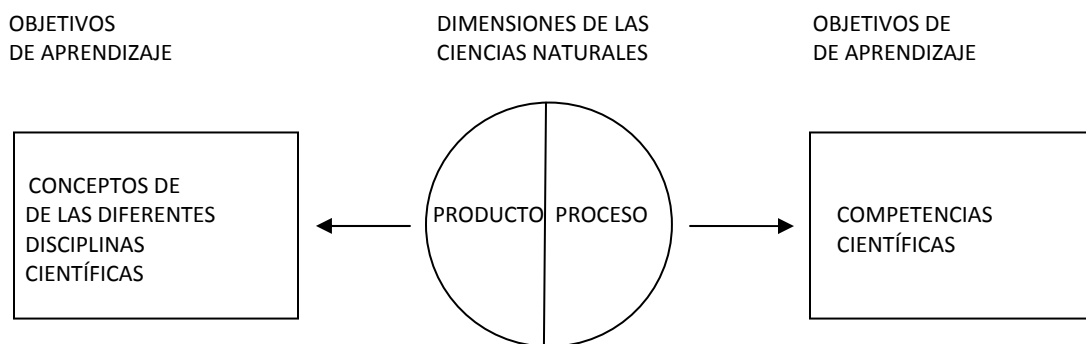 OBJETIVOS
DE APRENDIZAJE
DIMENSIONES DE LAS
CIENCIAS NATURALES
OBJETIVOS DE
DE APRENDIZAJE
CONCEPTOS DE
DE LAS DIFERENTES
DISCIPLINAS
CIENTÍFICAS
PRODUCTO
PROCESO
COMPETENCIAS
CIENTÍFICAS